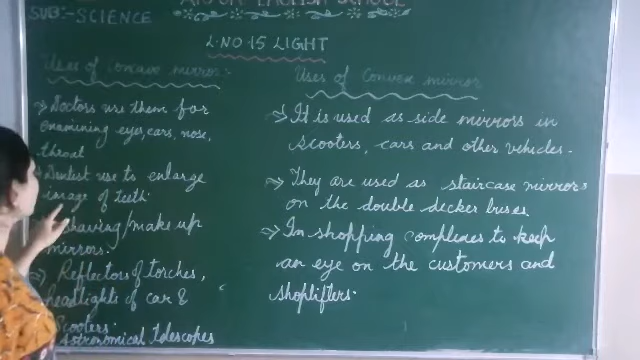 SUB:- SCIENCE
ENGLISH SCHOOL
L.NO.15 LIGHT
Uses of Concave mirror:-
Doctors use them for
examining eyes, ears, nose,
throat
Dentist use to enlarge
image of teeth.
Shaving/make up
mirrors.
Reflectors of torches,
headlights of car &
Scooters.
Astronomical telescopes
Uses of Convex mirror
It is used as side mirrors in
scooters, cars and other vehicles.
They are used as staircase mirrors
on the double decker buses.
In shopping complexes to keep
an eye on the customers and
shoplifters.